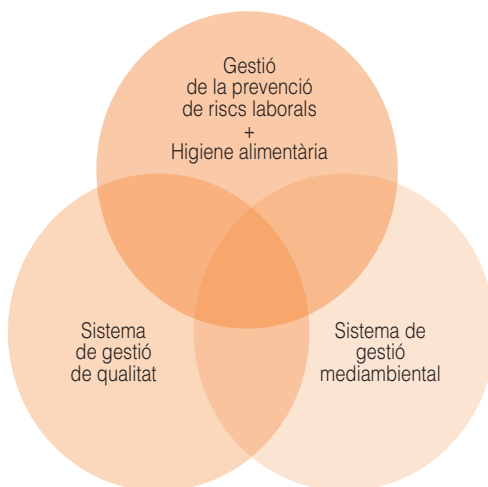 Gestió
de la prevenció
de riscs laborals
+
Higiene alimentària
Sistema
de gestió
de qualitat
Sistema de
gestió
mediambiental